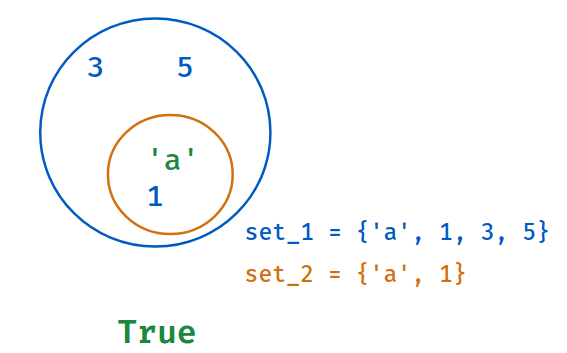 3 5
'a'
1
set_1 = {'a', 1, 3, 5}
set_2 = {'a', 1}
True